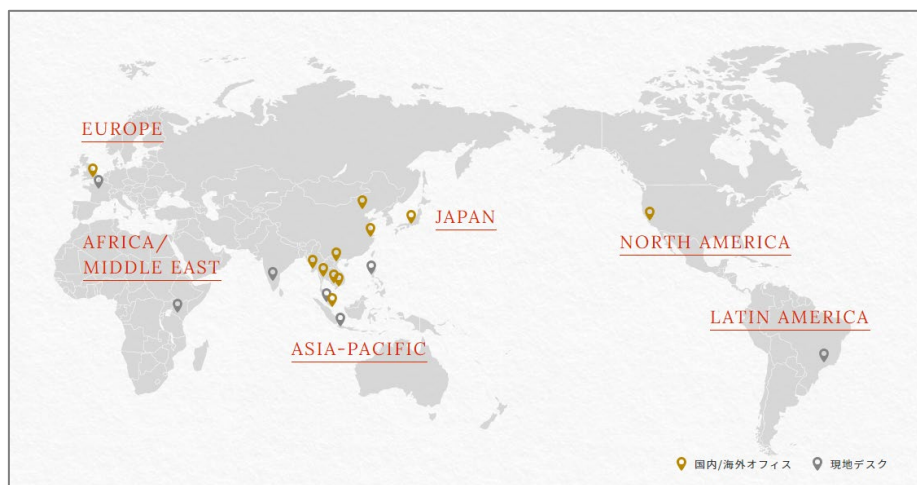 EUROPE
JAPAN
AFRICA/
MIDDLE EAST
NORTH AMERICA
LATIN AMERICA
ASIA-PACIFIC
国内/海外オフィス
現地デスク